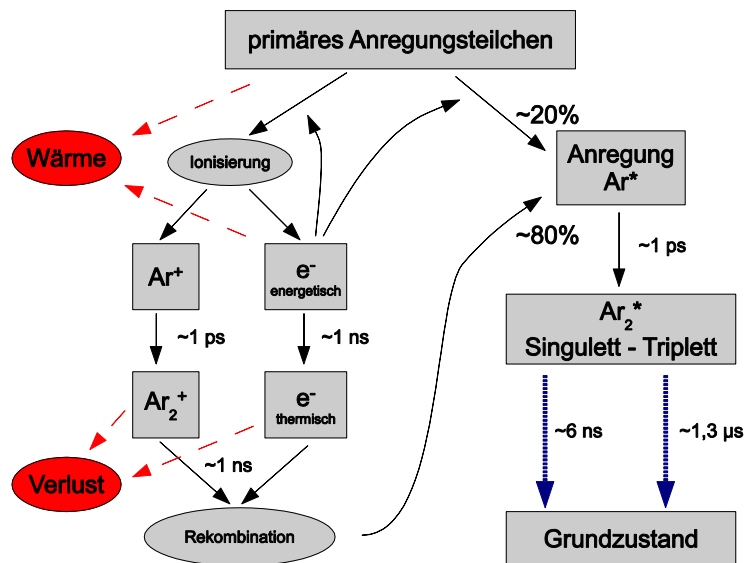 primäres Anregungsteilchen
~20%
Wärme
Ionisierung
Anregung
Ar*
~80%
Ar⁺
e⁻
energetisch
~1 ps
~1 ps
~1 ns
Ar₂*
Singulett - Triplett
Ar₂⁺
e⁻
thermisch
~6 ns
~1,3 µs
~1 ns
Verlust
Rekombination
Grundzustand